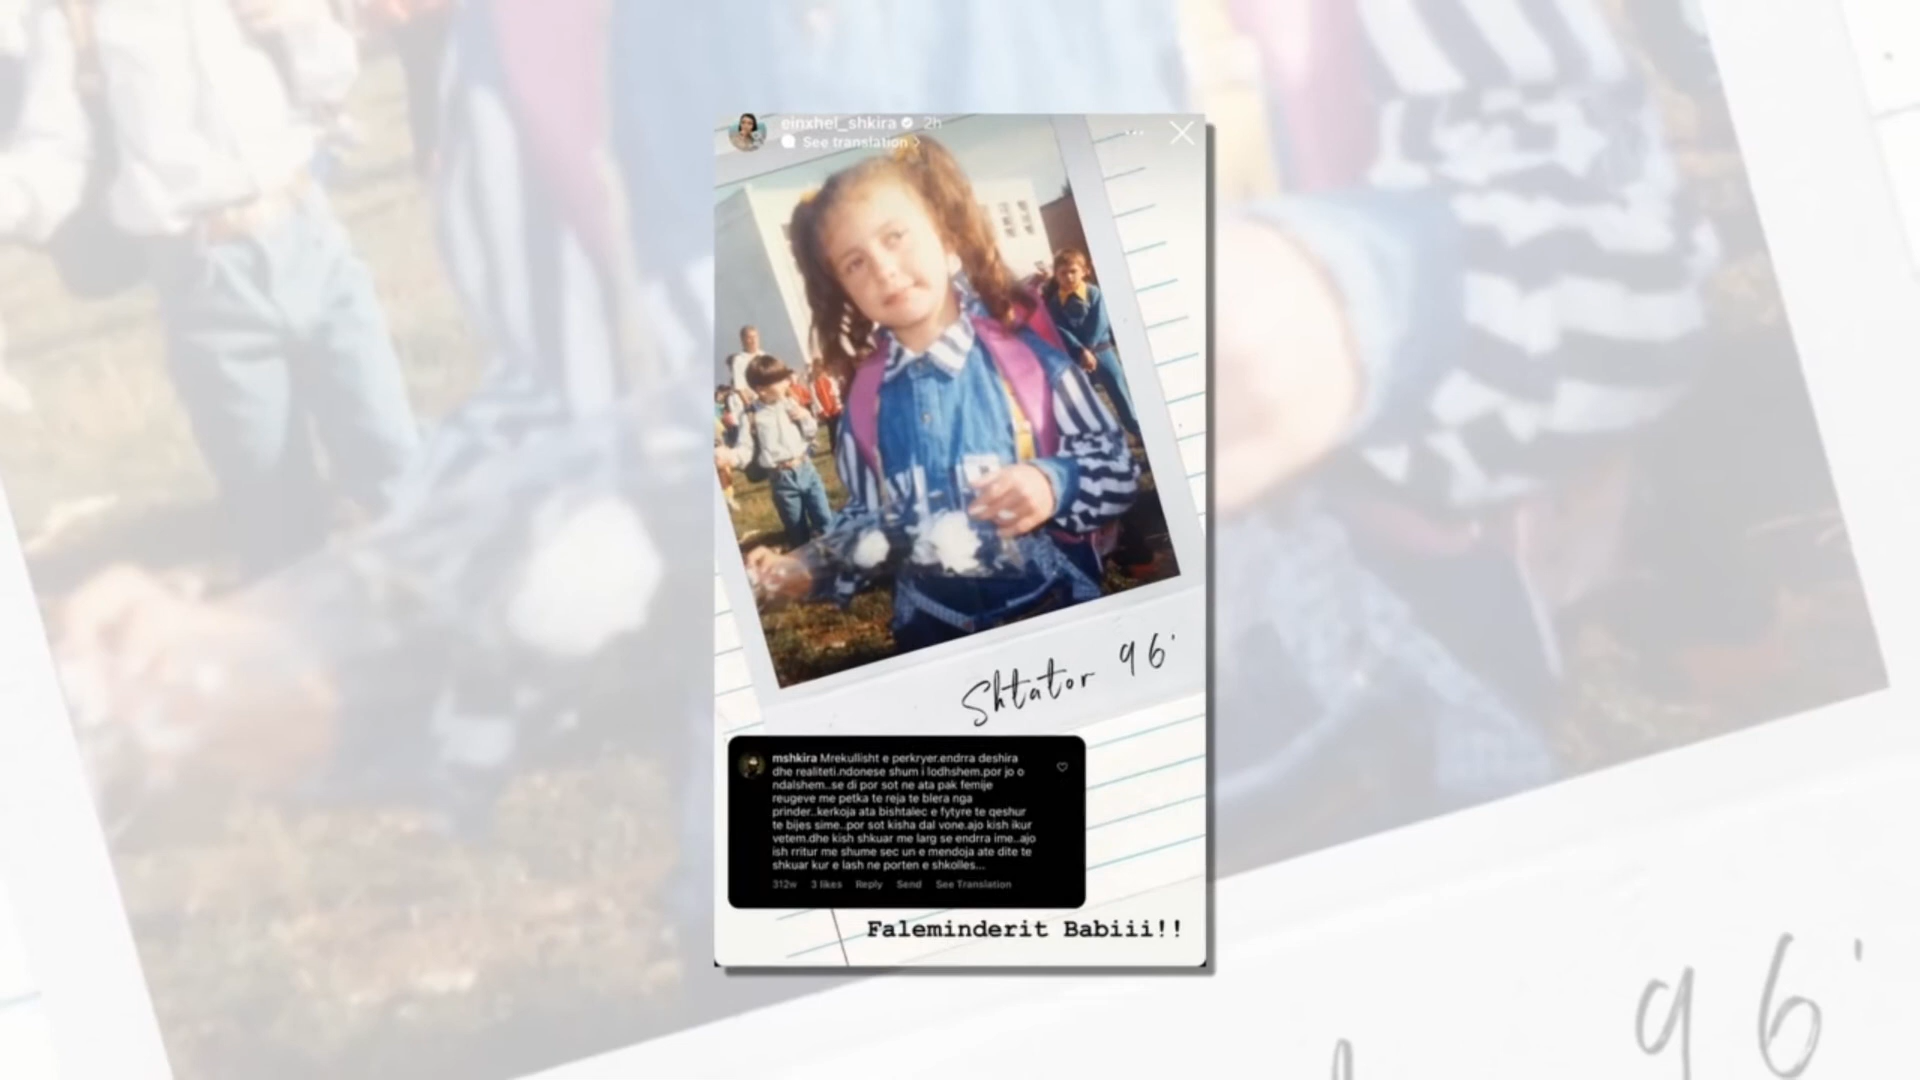 einxhel_shkira 2h
See translation >
Shtator 96'
mshkira Mrekullisht e perkryer.endrra deshira
dhe realiteti.ndonese shum i lodhshem.por jo o
ndalshem..se di por sot ne ata pak femije
reugeve me petka te reja te blera nga
prinder..kerkoja ata bishtalec e fytyre te qeshur
te bijes sime..por sot kisha dal vone.ajo kish ikur
vetem.dhe kish shkuar me larg se endrra ime..ajo
ish rritur me shume sec un e mendoja ate dite te
shkuar kur e lash ne porten e shkolles...
312w 3 likes Reply Send See Translation
Faleminderit Babiii!!
96'